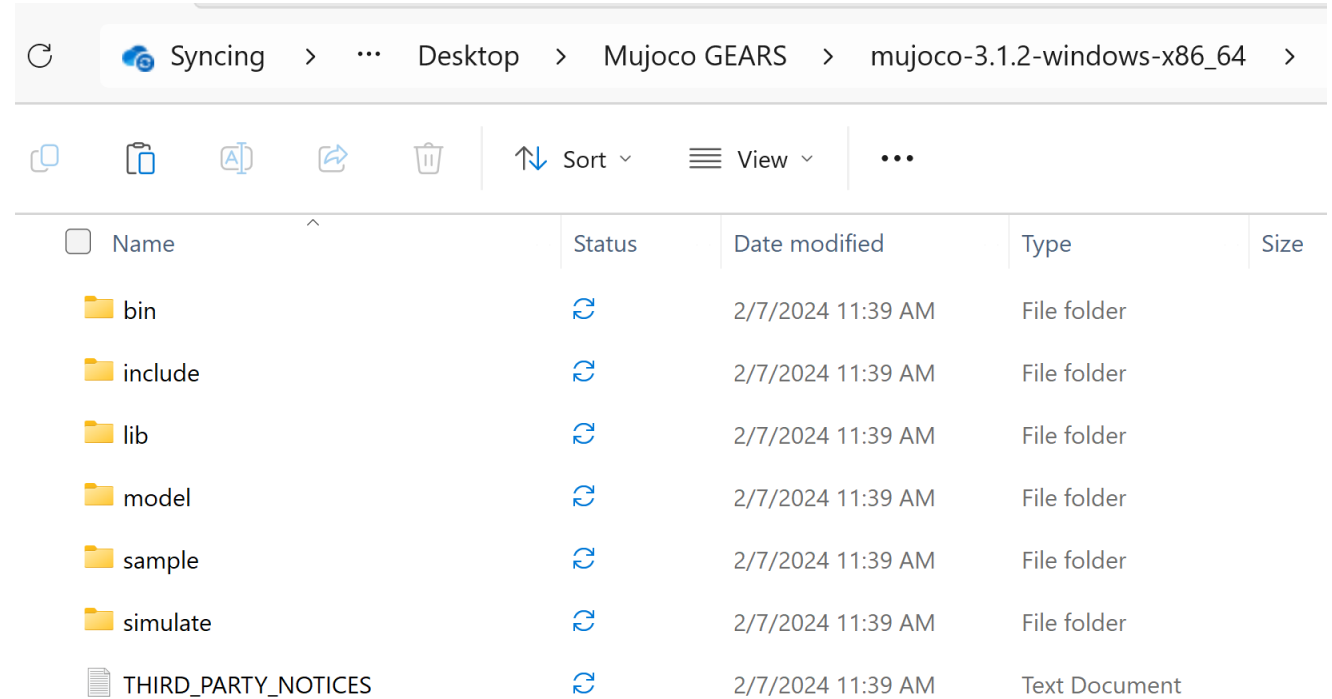 Syncing > ... Desktop > Mujoco GEARS > mujoco-3.1.2-windows-x86_64 >
Sort View ...
Name Status Date modified Type Size
bin 2/7/2024 11:39 AM File folder
include 2/7/2024 11:39 AM File folder
lib 2/7/2024 11:39 AM File folder
model 2/7/2024 11:39 AM File folder
sample 2/7/2024 11:39 AM File folder
simulate 2/7/2024 11:39 AM File folder
THIRD_PARTY_NOTICES 2/7/2024 11:39 AM Text Document